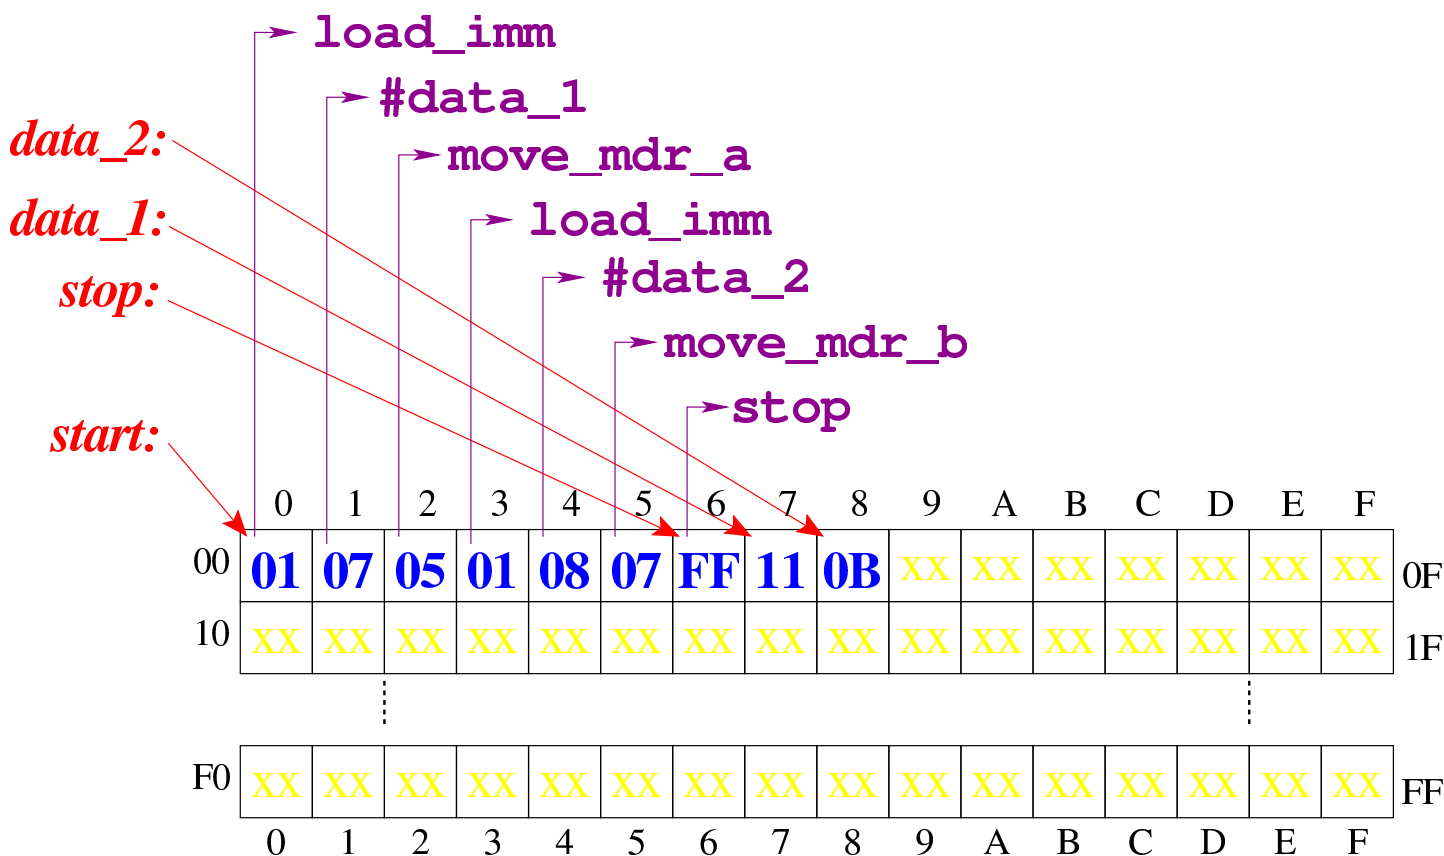 load_imm
#data_1
data_2:
move_mdr_a
data_1:
load_imm
#data_2
stop:
move_mdr_b
stop
start:
0 1 2 3 4 5 6 7 8 9 A B C D E F
00 01 07 05 01 08 07 FF 11 0B XX XX XX XX XX XX XX 0F
10 XX XX XX XX XX XX XX XX XX XX XX XX XX XX XX XX 1F
F0 XX XX XX XX XX XX XX XX XX XX XX XX XX XX XX XX FF
0 1 2 3 4 5 6 7 8 9 A B C D E F